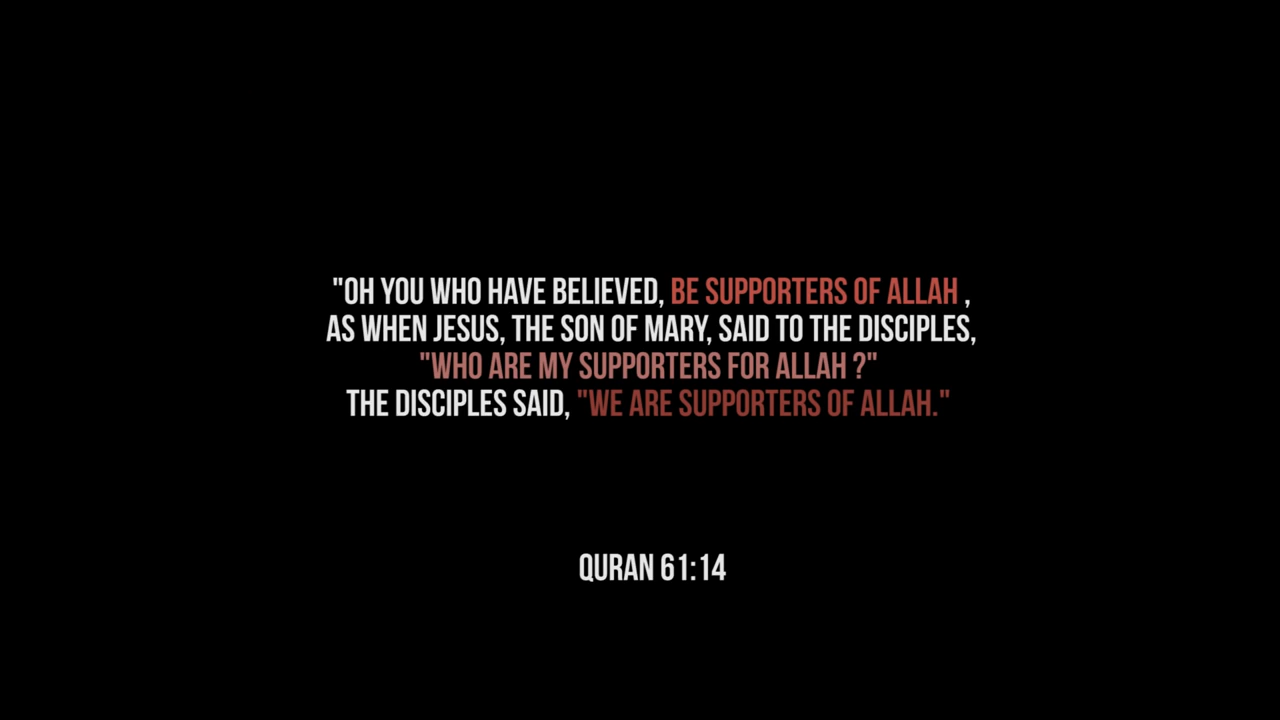 "OH YOU WHO HAVE BELIEVED, BE SUPPORTERS OF ALLAH ,
AS WHEN JESUS, THE SON OF MARY, SAID TO THE DISCIPLES,
"WHO ARE MY SUPPORTERS FOR ALLAH ?"
THE DISCIPLES SAID, "WE ARE SUPPORTERS OF ALLAH."
QURAN 61:14